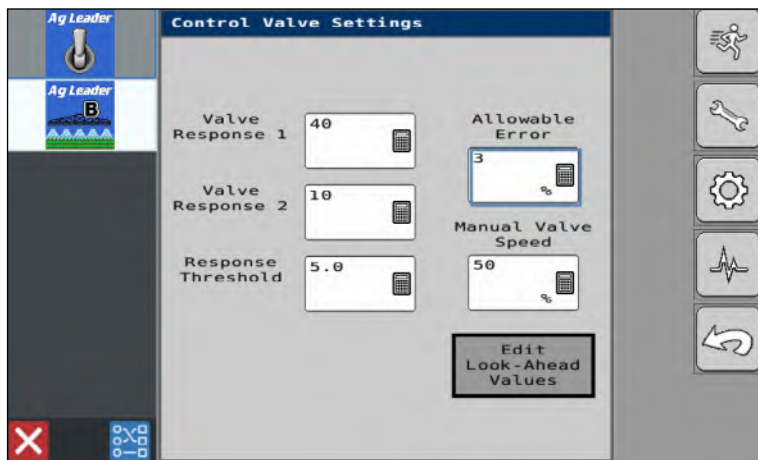 Ag Leader
Control Valve Settings
Ag Leader
B
Valve
Response 1
40
Allowable
Error
3
%
Valve
Response 2
10
Manual Valve
Speed
50
%
Response
Threshold
5.0
Edit
Look-Ahead
Values